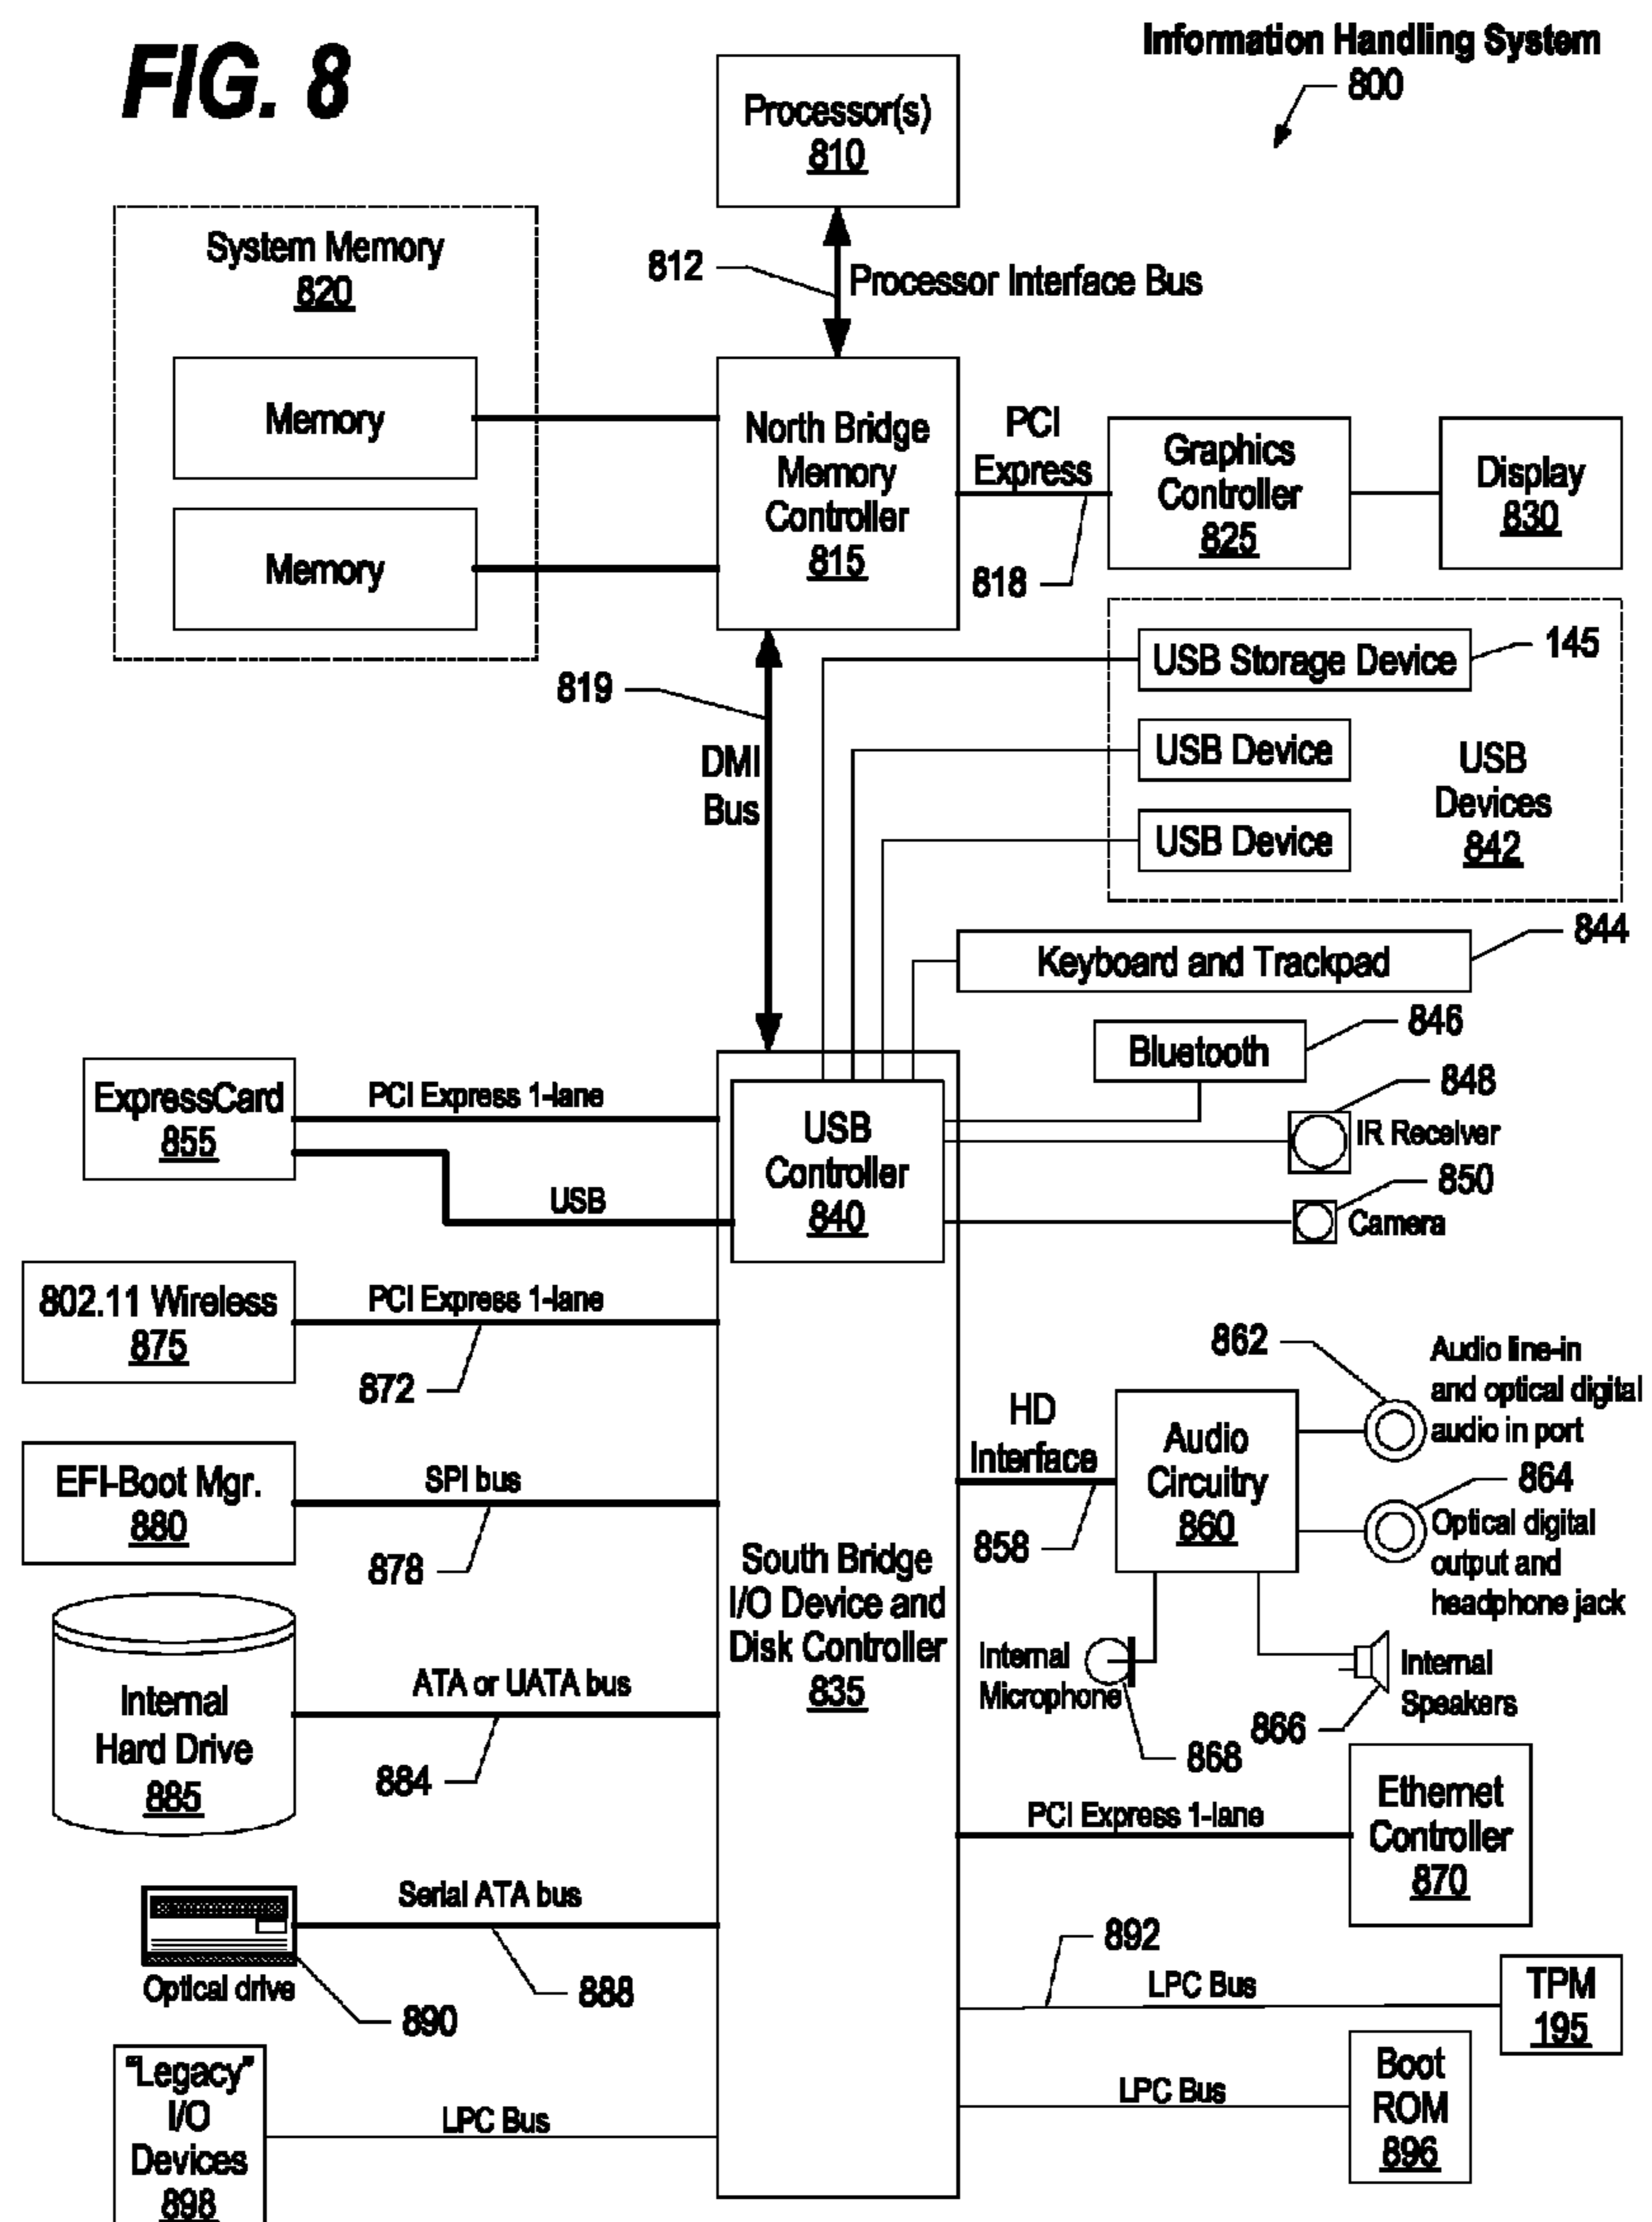 FIG. 8
Information Handling System
800
Processor(s)
810
System Memory
820
812
Processor Interface Bus
Memory
Memory
North Bridge
Memory
Controller
815
PCI
Express
818
Graphics
Controller
825
Display
830
819
DMI
Bus
USB Storage Device
145
USB Device
USB Device
USB
Devices
842
Keyboard and Trackpad
844
Bluetooth
846
848
IR Receiver
850
Camera
ExpressCard
855
PCI Express 1-lane
USB
USB
Controller
840
802.11 Wireless
875
PCI Express 1-lane
872
EFI-Boot Mgr.
880
SPI bus
878
South Bridge
I/O Device and
Disk Controller
835
HD
Interface
858
Audio
Circuitry
860
862
Audio line-in
and optical digital
audio in port
864
Optical digital
output and
headphone jack
Internal
Microphone
868
Internal
Speakers
866
Internal
Hard Drive
885
ATA or UATA bus
884
PCI Express 1-lane
Ethernet
Controller
870
Serial ATA bus
888
Optical drive
890
892
LPC Bus
TPM
195
LPC Bus
Boot
ROM
896
"Legacy"
I/O
Devices
898
LPC Bus